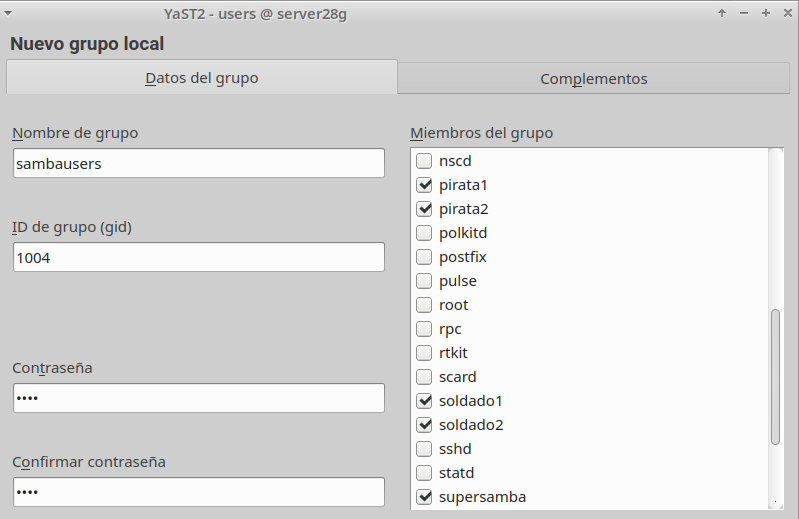 YaST2 - users @ server28g
Nuevo grupo local
Datos del grupo
Complementos
Nombre de grupo
sambausers
ID de grupo (gid)
1004
Contraseña
••••
Confirmar contraseña
••••
Miembros del grupo
nscd
pirata1
pirata2
polkitd
postfix
pulse
root
rpc
rtkit
scard
soldado1
soldado2
sshd
statd
supersamba